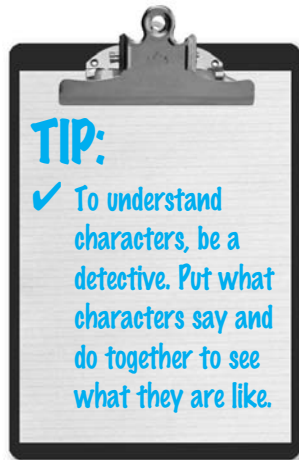 TIP:
✔ To understand
characters, be a
detective. Put what
characters say and
do together to see
what they are like.